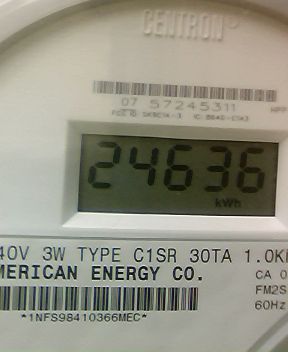 CENTRON®
07 57245311
24636
kWh
40V 3W TYPE C1SR 30TA 1.0K
MERICAN ENERGY CO.
CA 0
FM2S
60Hz
*1NFS98410366MEC*